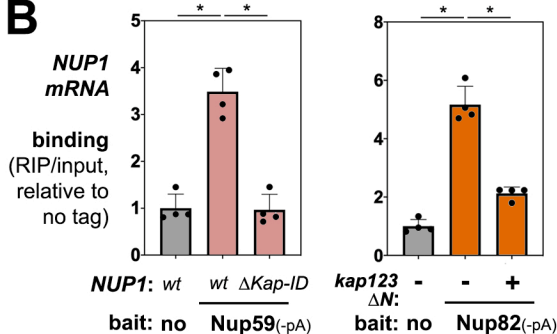 B
NUP1
mRNA
binding
(RIP/input,
relative to
no tag)
5
4
3
2
1
0
* *
NUP1: wt wt ΔKap-ID
bait: no Nup59(-pA)
8
6
4
2
0
* *
kap123 - - +
ΔN:
bait: no Nup82(-pA)